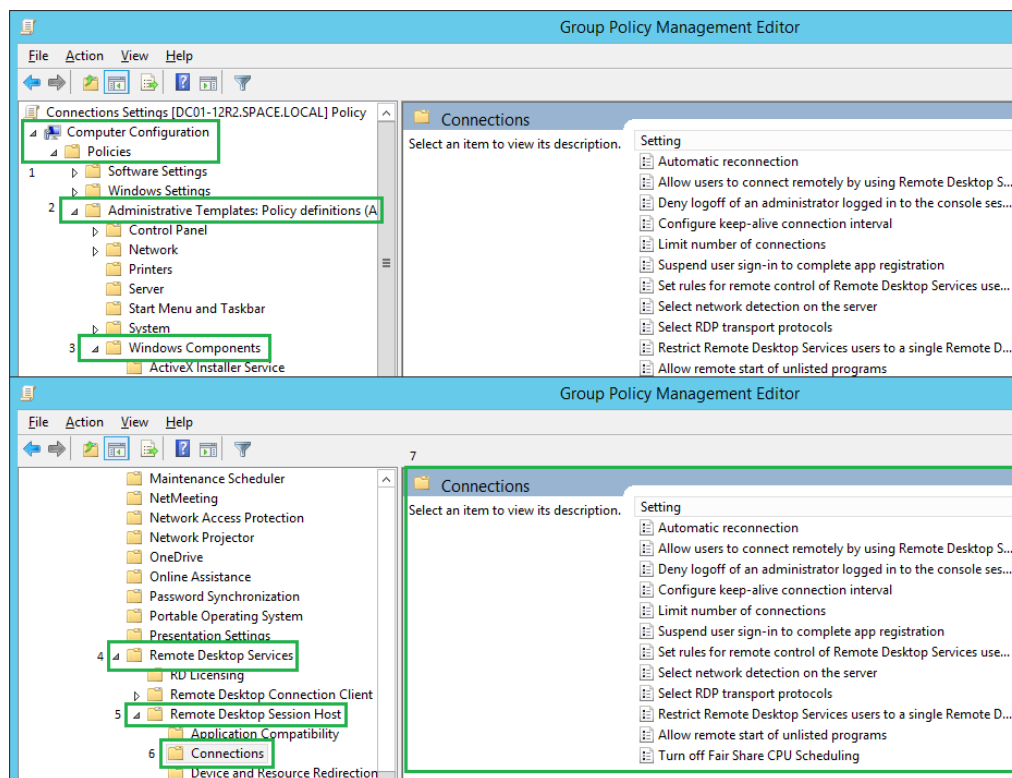 Group Policy Management Editor
File Action View Help
Connections Settings [DC01-12R2.SPACE.LOCAL] Policy
Computer Configuration
Policies
1 Software Settings
Windows Settings
2 Administrative Templates: Policy definitions (A
Control Panel
Network
Printers
Server
Start Menu and Taskbar
System
3 Windows Components
ActiveX Installer Service
Connections
Select an item to view its description.
Setting
Automatic reconnection
Allow users to connect remotely by using Remote Desktop S...
Deny logoff of an administrator logged in to the console ses...
Configure keep-alive connection interval
Limit number of connections
Suspend user sign-in to complete app registration
Set rules for remote control of Remote Desktop Services use...
Select network detection on the server
Select RDP transport protocols
Restrict Remote Desktop Services users to a single Remote D...
Allow remote start of unlisted programs
Group Policy Management Editor
File Action View Help
Maintenance Scheduler
NetMeeting
Network Access Protection
Network Projector
OneDrive
Online Assistance
Password Synchronization
Portable Operating System
Presentation Settings
4 Remote Desktop Services
RD Licensing
Remote Desktop Connection Client
5 Remote Desktop Session Host
Application Compatibility
6 Connections
Device and Resource Redirection
7
Connections
Select an item to view its description.
Setting
Automatic reconnection
Allow users to connect remotely by using Remote Desktop S...
Deny logoff of an administrator logged in to the console ses...
Configure keep-alive connection interval
Limit number of connections
Suspend user sign-in to complete app registration
Set rules for remote control of Remote Desktop Services use...
Select network detection on the server
Select RDP transport protocols
Restrict Remote Desktop Services users to a single Remote D...
Allow remote start of unlisted programs
Turn off Fair Share CPU Scheduling